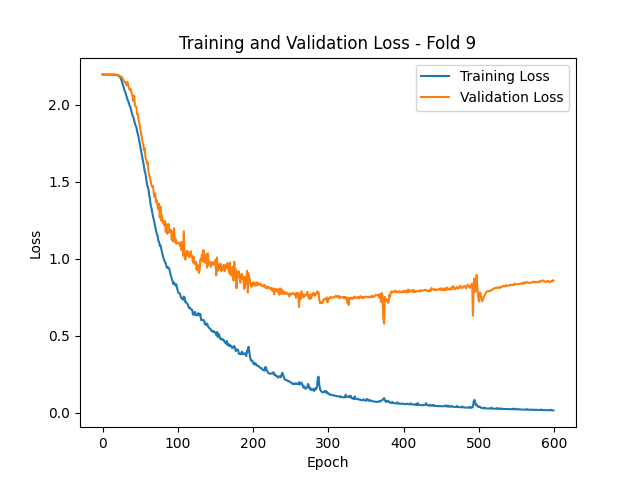 Training and Validation Loss - Fold 9
Training Loss
Validation Loss
2.0
1.5
1.0
0.5
0.0
Loss
0 100 200 300 400 500 600
Epoch